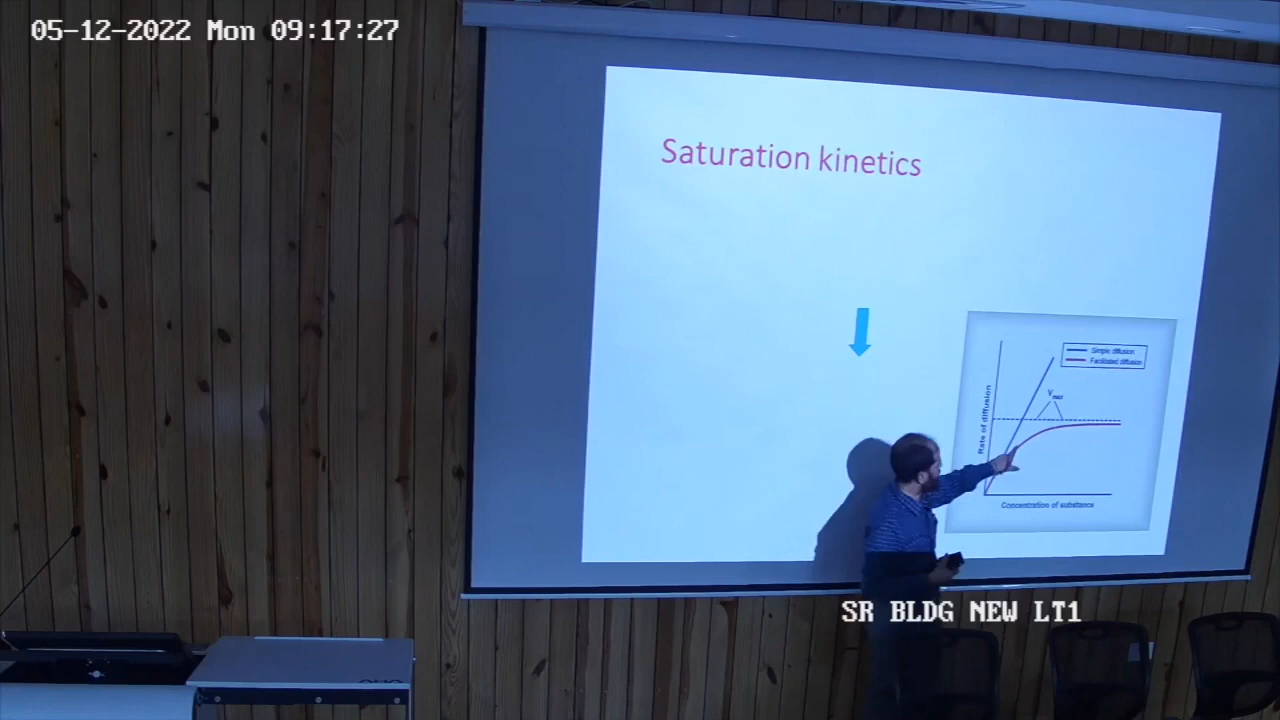 05-12-2022 Mon 09:17:27
Saturation kinetics
Simple diffusion
Facilitated diffusion
Vmax
Rate of diffusion
Concentration of substance
SR BLDG NEW LT1